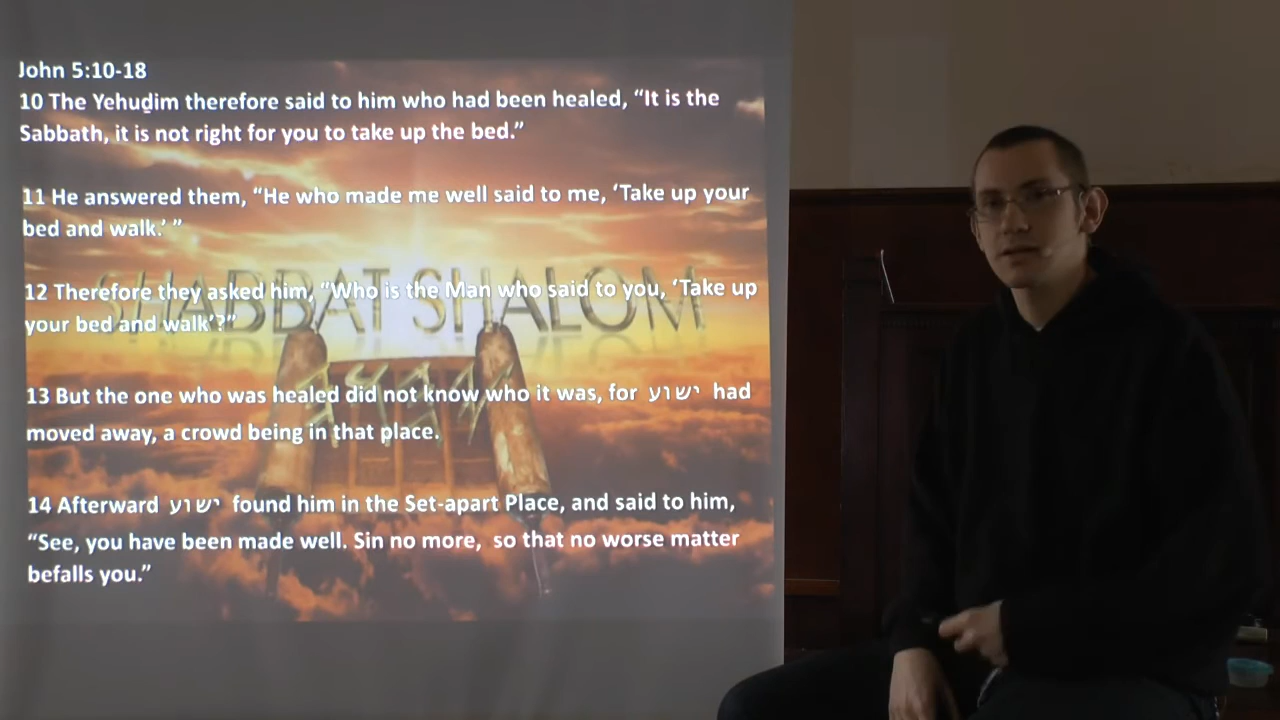 John 5:10-18
10 The Yehuḏim therefore said to him who had been healed, “It is the
Sabbath, it is not right for you to take up the bed.”
11 He answered them, “He who made me well said to me, ‘Take up your
bed and walk.’ ”
SHABBAT SHALOM
12 Therefore they asked him, “Who is the Man who said to you, ‘Take up
your bed and walk’?”
13 But the one who was healed did not know who it was, for ישוע had
moved away, a crowd being in that place.
14 Afterward ישוע found him in the Set-apart Place, and said to him,
“See, you have been made well. Sin no more, so that no worse matter
befalls you.”